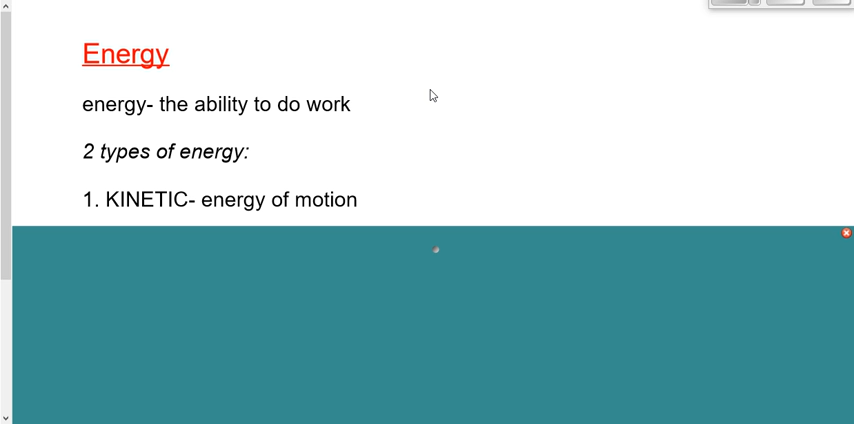 Energy
energy- the ability to do work
2 types of energy:
1. KINETIC- energy of motion